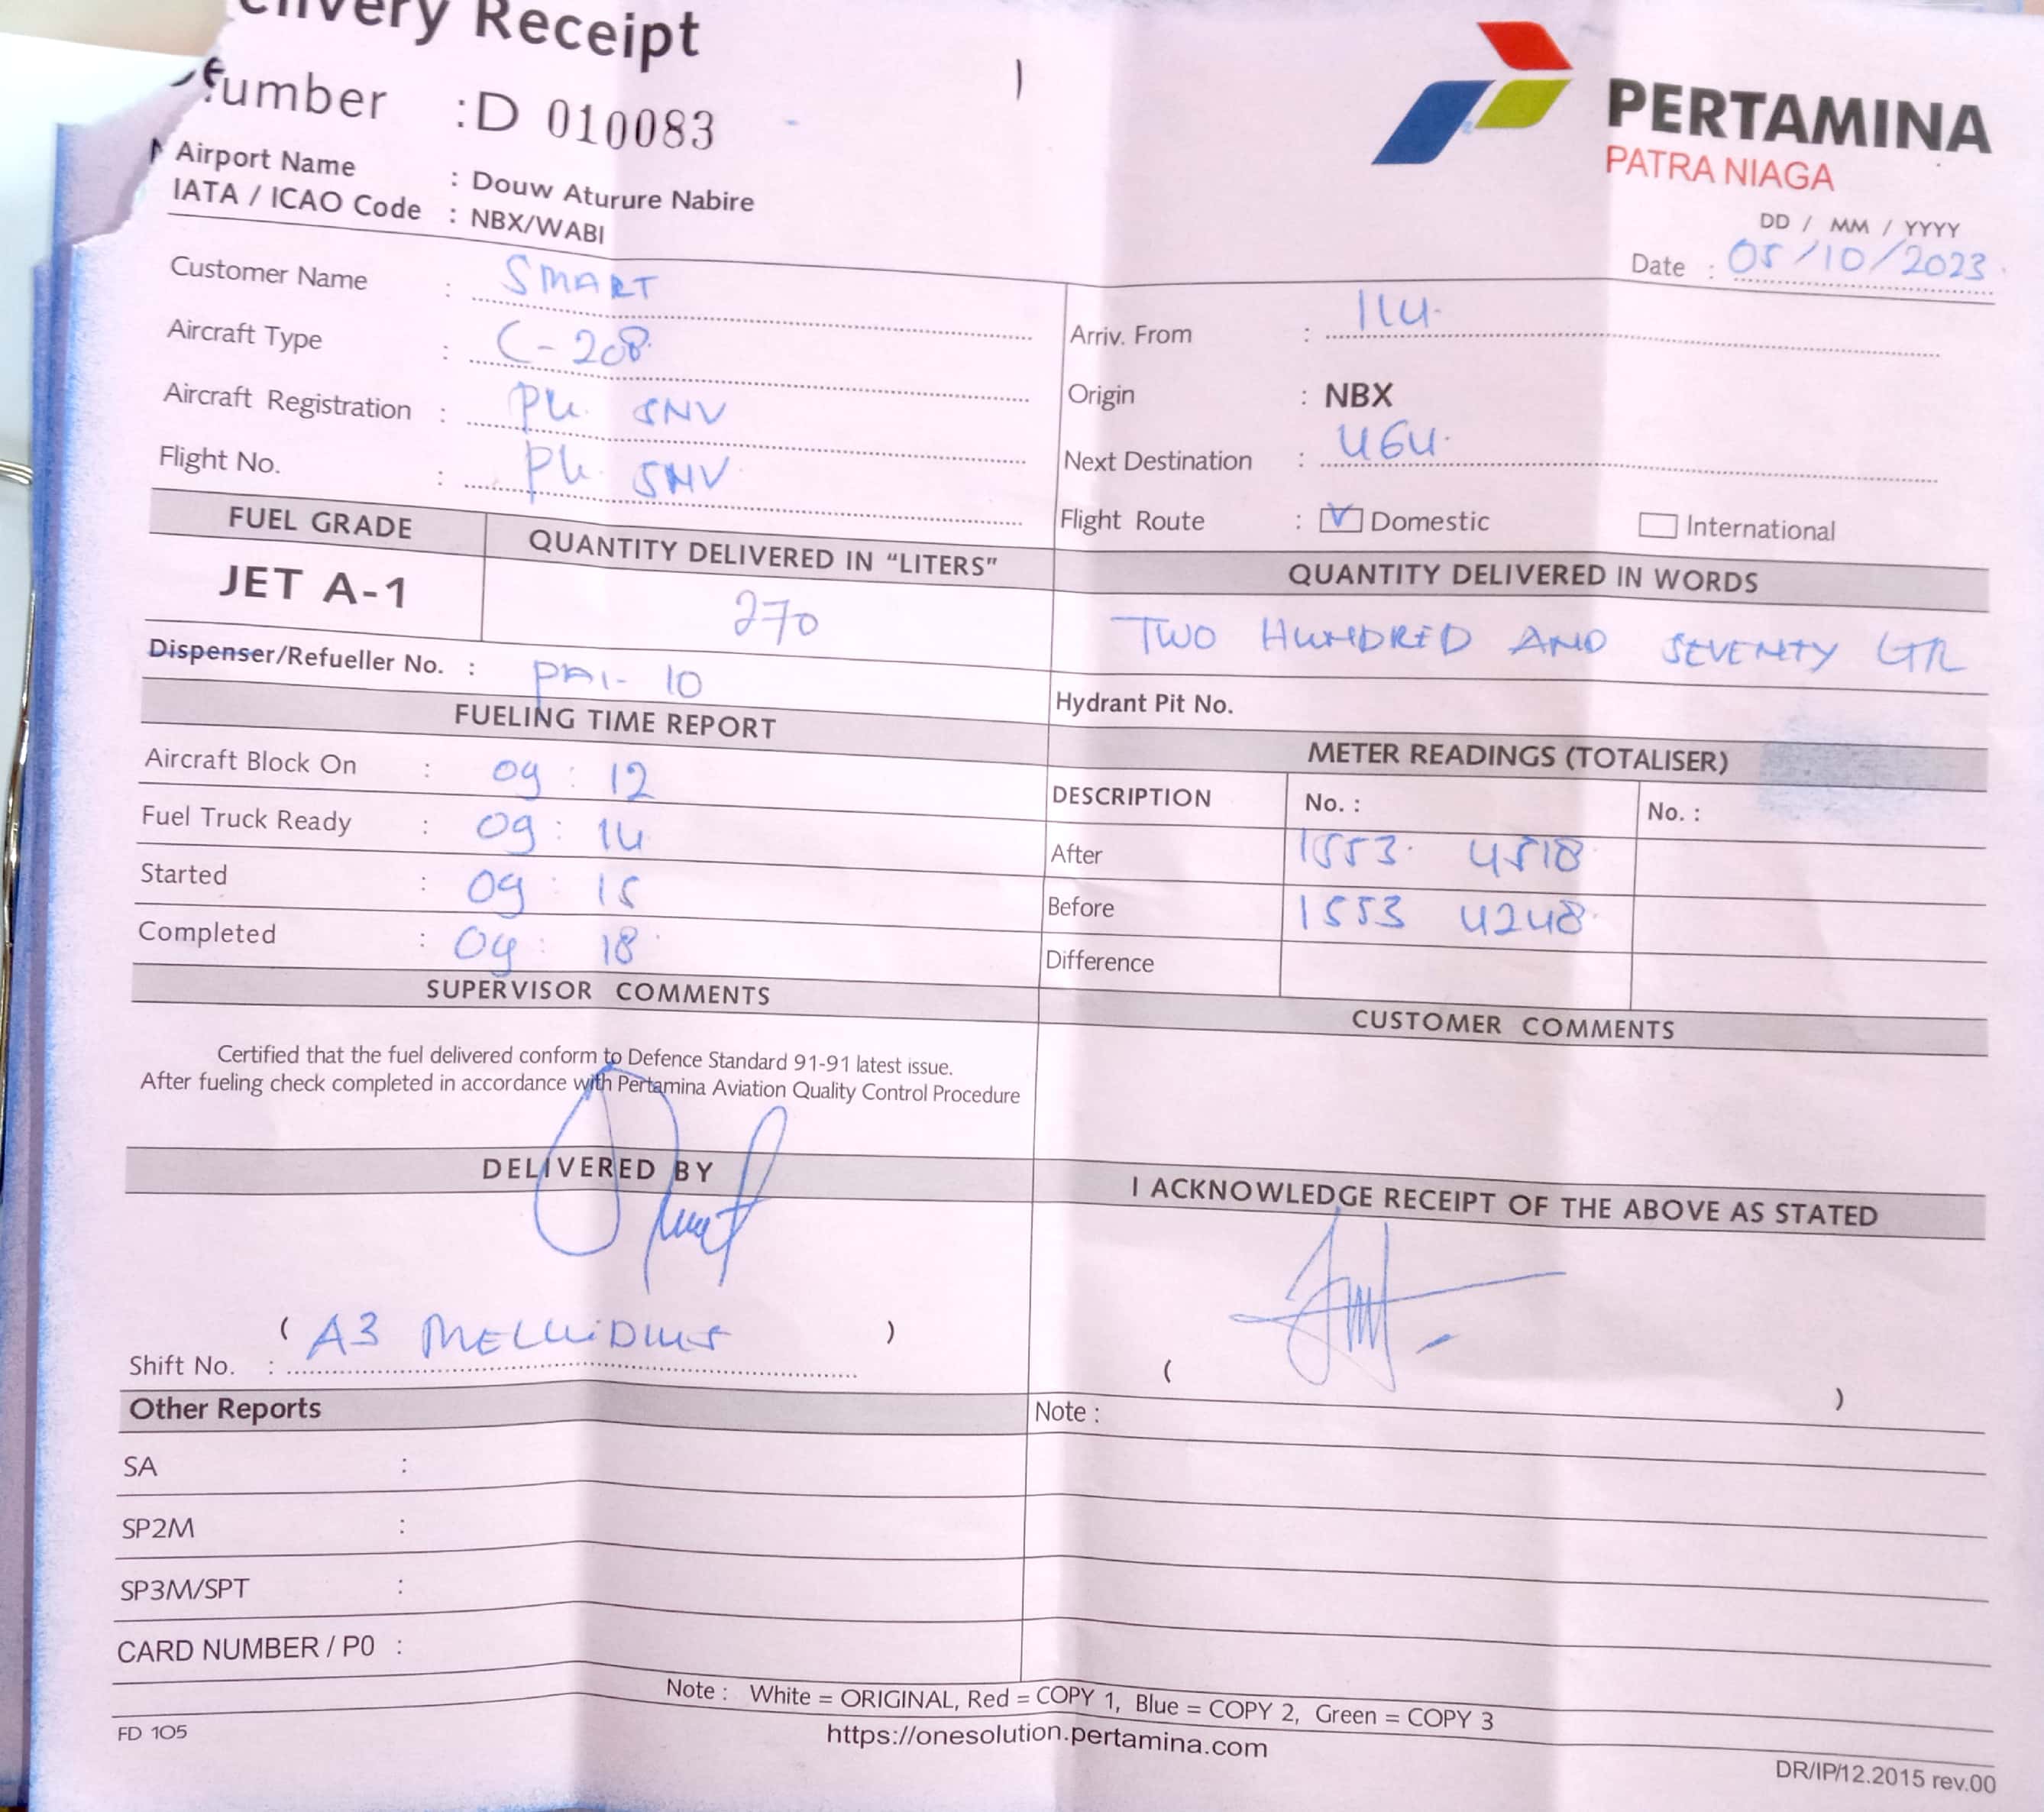 Delivery Receipt
Number : D 010083
PERTAMINA
PATRA NIAGA
Airport Name : Douw Aturure Nabire
IATA / ICAO Code : NBX/WABI
DD / MM / YYYY
Date : 05/10/2023
Customer Name : SMART
Aircraft Type : C-208
Aircraft Registration : PK SNV
Flight No. : PK SNV
Arriv. From : ILU
Origin : NBX
Next Destination : UGU
Flight Route : V Domestic International
FUEL GRADE QUANTITY DELIVERED IN "LITERS" QUANTITY DELIVERED IN WORDS
JET A-1 270 TWO HUNDRED AND SEVENTY LTR
Dispenser/Refueller No. : 10
Hydrant Pit No.
FUELING TIME REPORT
Aircraft Block On : 09 : 12
Fuel Truck Ready : 09 : 14
Started : 09 : 15
Completed : 09 : 18
METER READINGS (TOTALISER)
DESCRIPTION No. : No. :
After 1553 4518
Before 1553 4248
Difference
SUPERVISOR COMMENTS
Certified that the fuel delivered conform to Defence Standard 91-91 latest issue.
After fueling check completed in accordance with Pertamina Aviation Quality Control Procedure
CUSTOMER COMMENTS
DELIVERED BY
I ACKNOWLEDGE RECEIPT OF THE ABOVE AS STATED
( A3 )
Shift No. :
( )
Other Reports
Note :
SA :
SP2M :
SP3M/SPT :
CARD NUMBER / P0 :
Note : White = ORIGINAL, Red = COPY 1, Blue = COPY 2, Green = COPY 3
https://onesolution.pertamina.com
FD 105
DR/IP/12.2015 rev.00